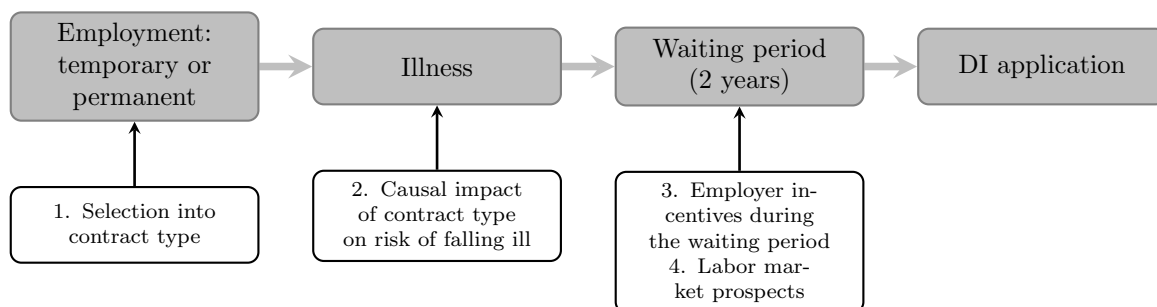 Employment:
temporary or
permanent
Illness
Waiting period
(2 years)
DI application
1. Selection into
contract type
2. Causal impact
of contract type
on risk of falling ill
3. Employer in-
centives during
the waiting period
4. Labor mar-
ket prospects